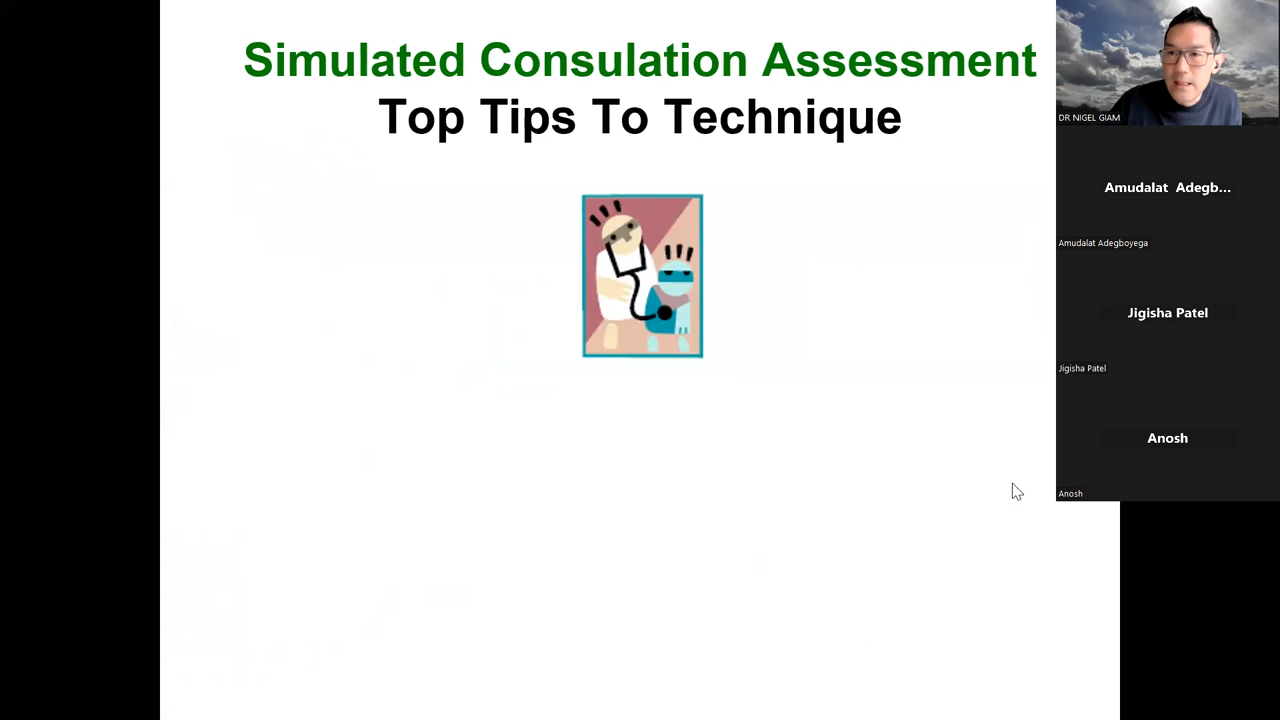 Simulated Consulation Assessment
Top Tips To Technique
DR NIGEL GIAM
Amudalat Adegb...
Amudalat Adegboyega
Jigisha Patel
Jigisha Patel
Anosh
Anosh